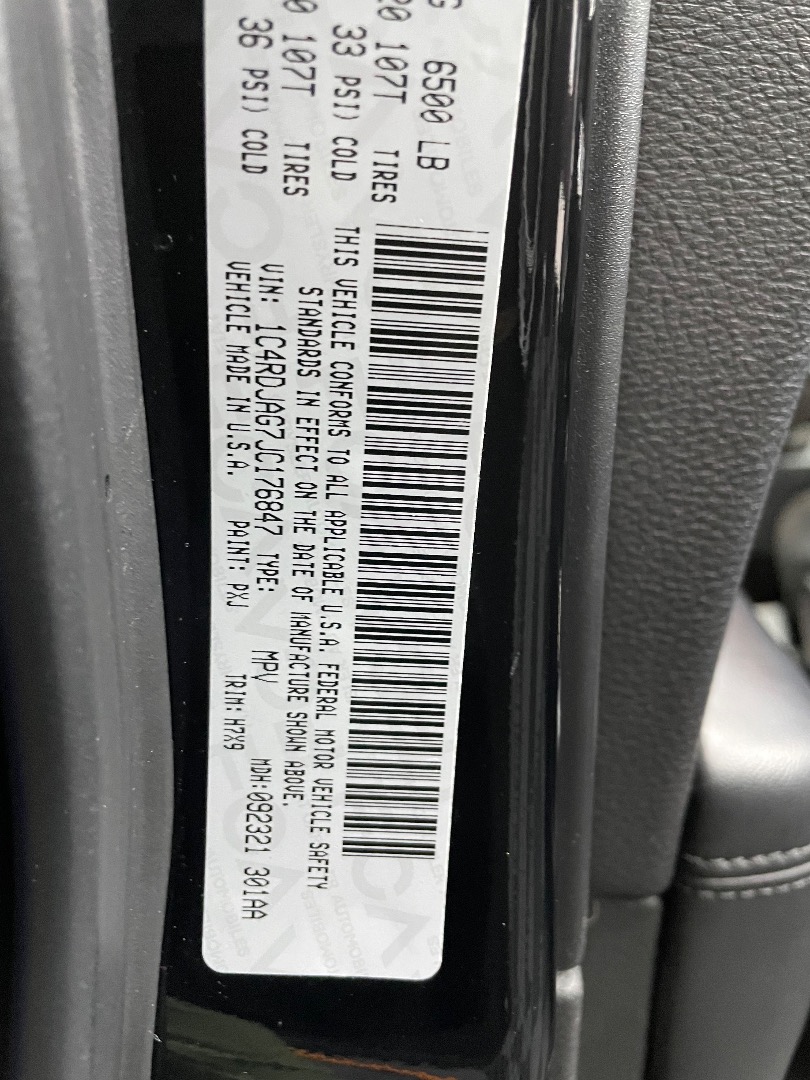 G 6500 LB
20 107T TIRES
33 PSI) COLD
0 107T TIRES
36 PSI) COLD
THIS VEHICLE CONFORMS TO ALL APPLICABLE U.S.A. FEDERAL MOTOR VEHICLE SAFETY
STANDARDS IN EFFECT ON THE DATE OF MANUFACTURE SHOWN ABOVE.
VIN: 1C4RDJAG7JC176847 TYPE: MPV MDH:092321 301AA
VEHICLE MADE IN U.S.A. PAINT: PXJ TRIM: H7X9